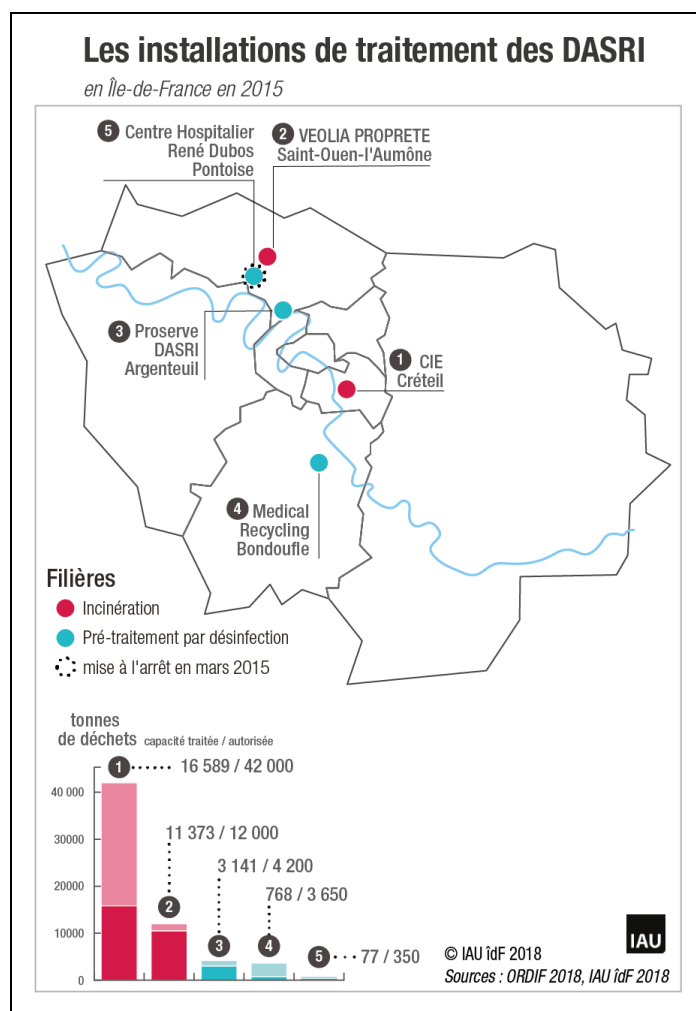 Les installations de traitement des DASRI
en Île-de-France en 2015
5 Centre Hospitalier
René Dubos
Pontoise
2 VEOLIA PROPRETE
Saint-Ouen-l'Aumône
3 Proserve
DASRI
Argenteuil
1 CIE
Créteil
4 Medical
Recycling
Bondoufle
Filières
Incinération
Pré-traitement par désinfection
mise à l'arrêt en mars 2015
tonnes
de déchets capacité traitée / autorisée
1 16 589 / 42 000
40 000
11 373 / 12 000
30000
3 141 / 4 200
20000
768 / 3 650
2
10000
3
4
5 77 / 350
0
IAU
© IAU îdF 2018
Sources : ORDIF 2018, IAU îdF 2018